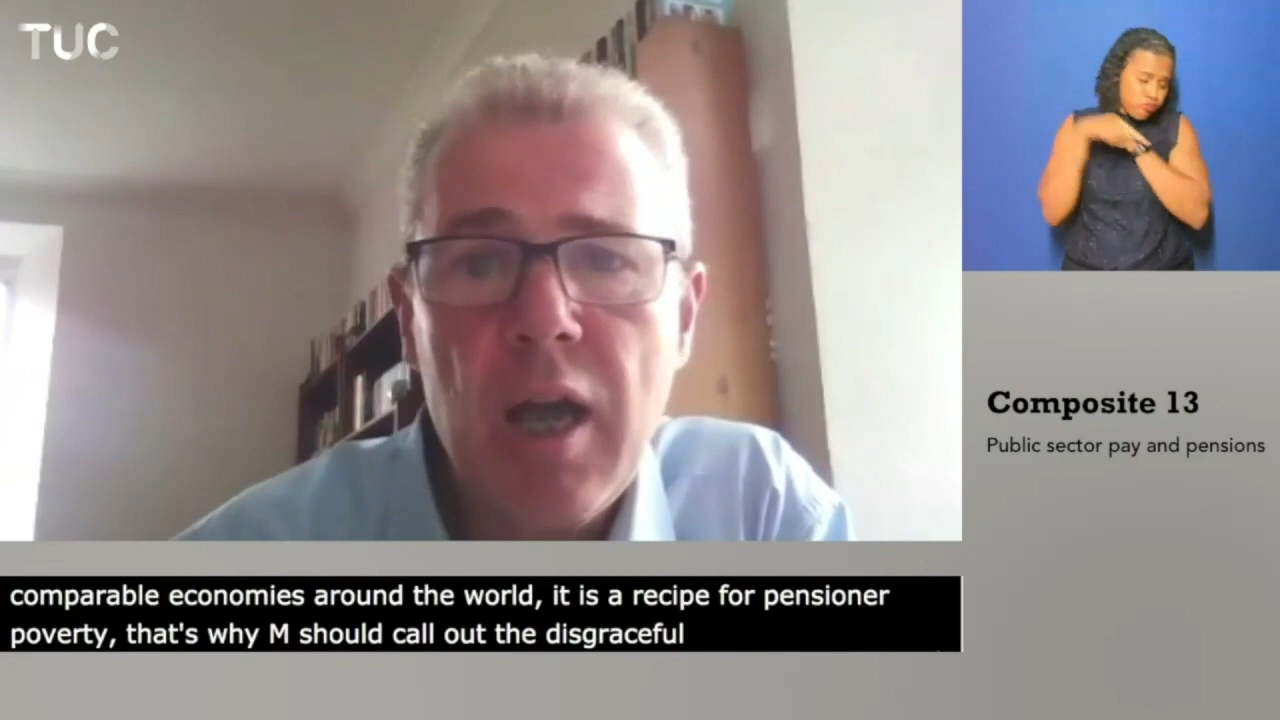 TUC
Composite 13
Public sector pay and pensions
comparable economies around the world, it is a recipe for pensioner
poverty, that's why M should call out the disgraceful